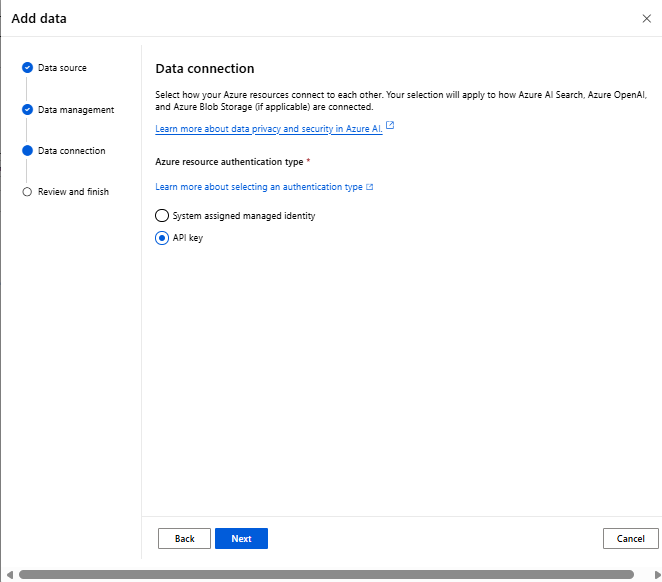 Add data
Data source
Data management
Data connection
Review and finish
Data connection
Select how your Azure resources connect to each other. Your selection will apply to how Azure AI Search, Azure OpenAI,
and Azure Blob Storage (if applicable) are connected.
Learn more about data privacy and security in Azure AI.
Azure resource authentication type *
Learn more about selecting an authentication type
System assigned managed identity
API key
Back
Next
Cancel